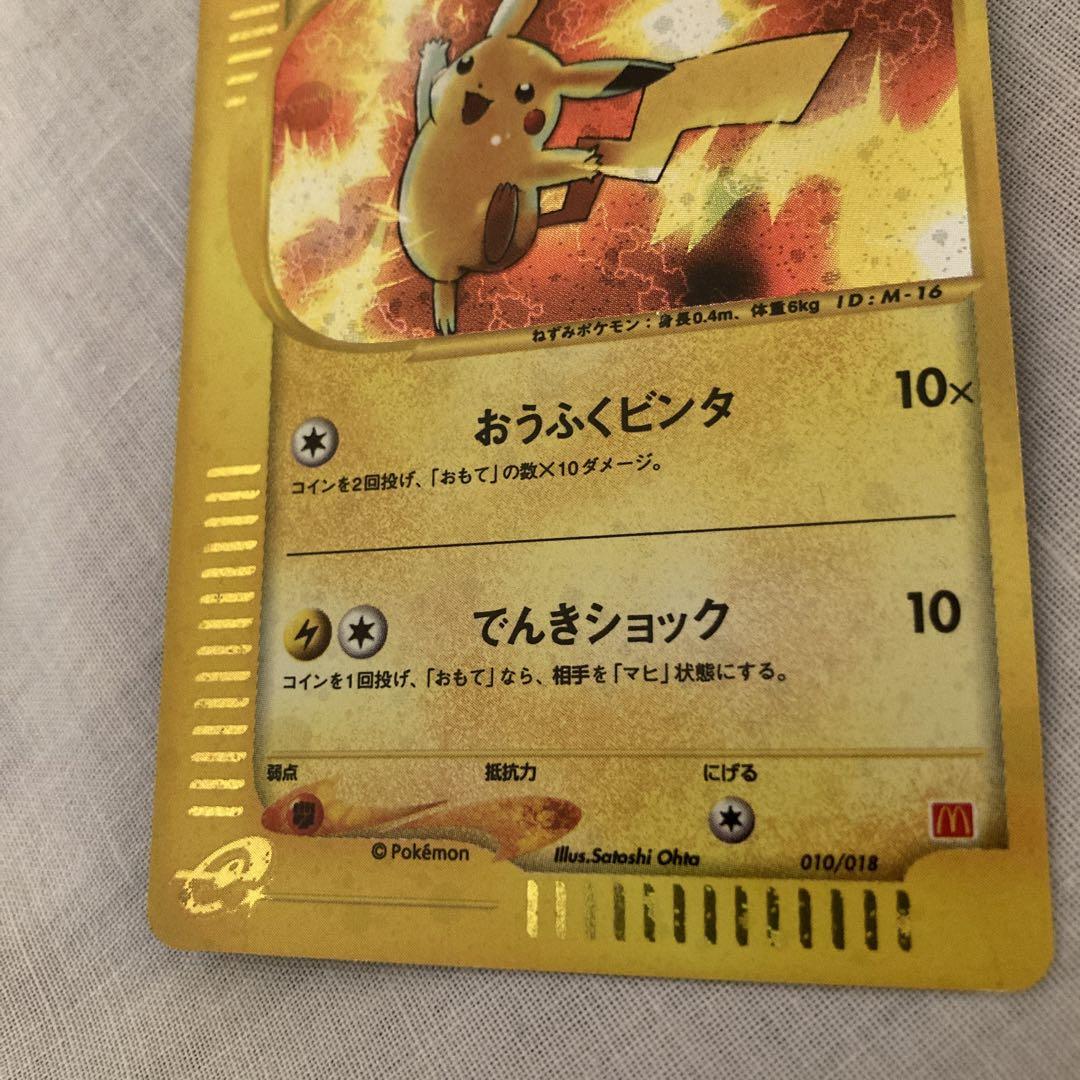 ねずみポケモン：身長0.4m、体重6kg ID:M-16
おうふくビンタ 10×
コインを2回投げ、「おもて」の数×10ダメージ。
でんきショック 10
コインを1回投げ、「おもて」なら、相手を「マヒ」状態にする。
弱点 抵抗力 にげる
© Pokémon Illus.Satoshi Ohta 010/018